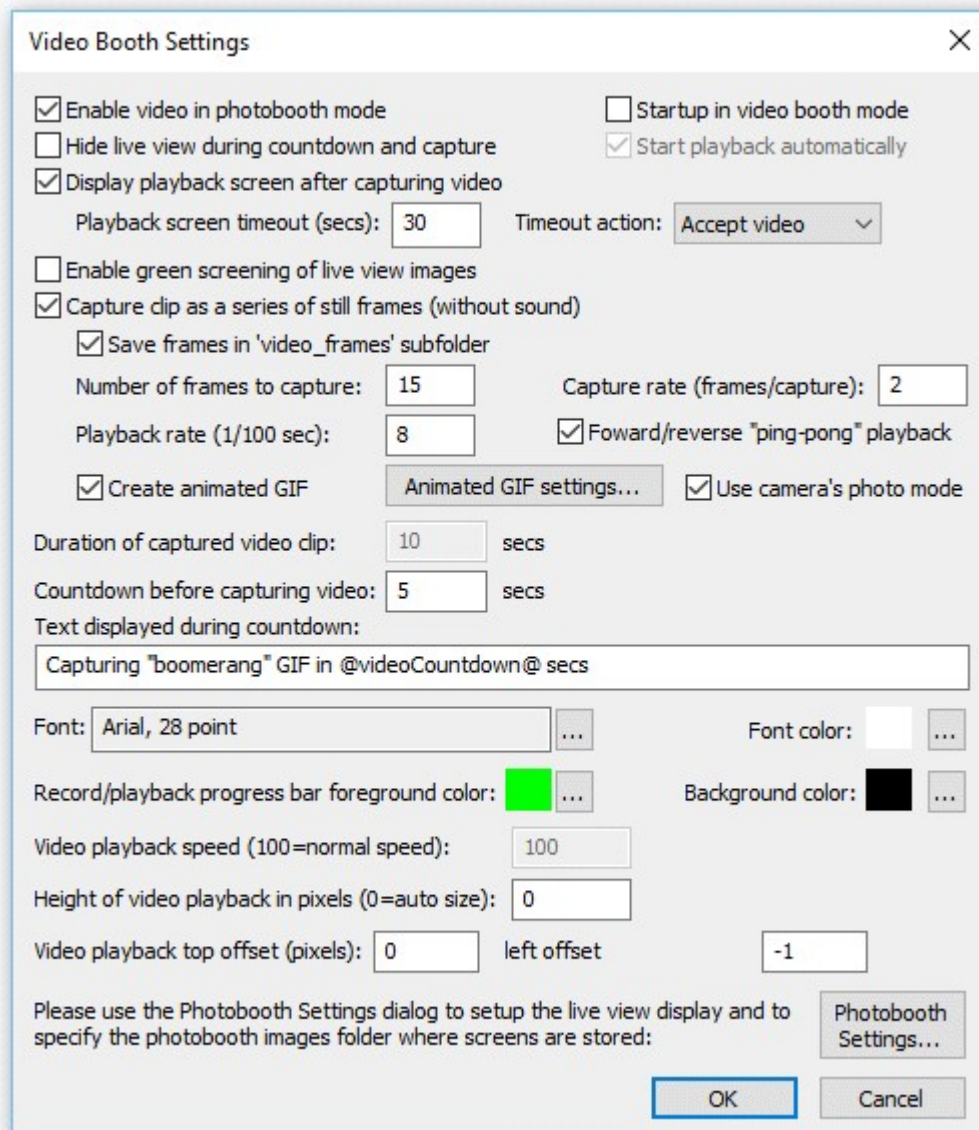 Video Booth Settings
Enable video in photobooth mode Startup in video booth mode
Hide live view during countdown and capture Start playback automatically
Display playback screen after capturing video
Playback screen timeout (secs): 30 Timeout action: Accept video
Enable green screening of live view images
Capture clip as a series of still frames (without sound)
Save frames in 'video_frames' subfolder
Number of frames to capture: 15 Capture rate (frames/capture): 2
Playback rate (1/100 sec): 8 Foward/reverse "ping-pong" playback
Create animated GIF Animated GIF settings... Use camera's photo mode
Duration of captured video clip: 10 secs
Countdown before capturing video: 5 secs
Text displayed during countdown:
Capturing "boomerang" GIF in @videoCountdown@ secs
Font: Arial, 28 point ... Font color: ...
Record/playback progress bar foreground color: ... Background color: ...
Video playback speed (100=normal speed): 100
Height of video playback in pixels (0=auto size): 0
Video playback top offset (pixels): 0 left offset -1
Please use the Photobooth Settings dialog to setup the live view display and to
specify the photobooth images folder where screens are stored:
Photobooth
Settings...
OK Cancel